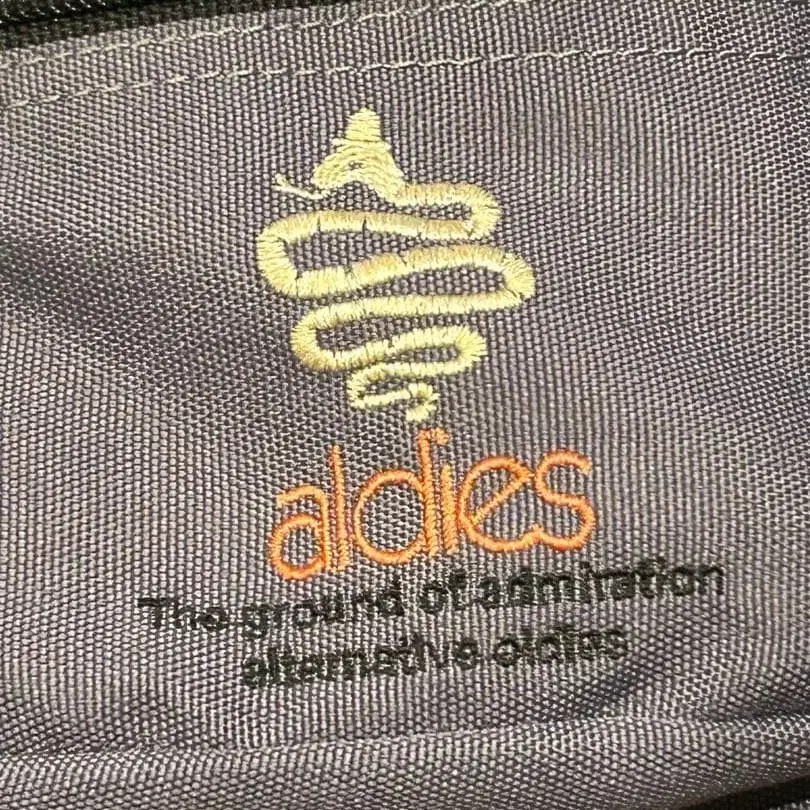 aldies
The ground of admiration
alternative oldies